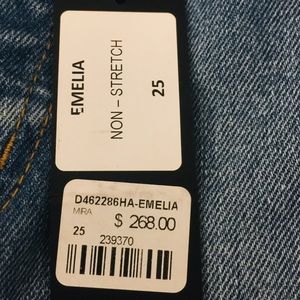 EMELIA
NON – STRETCH
25
D462286HA-EMELIA
MIRA
$ 268.00
25
239370